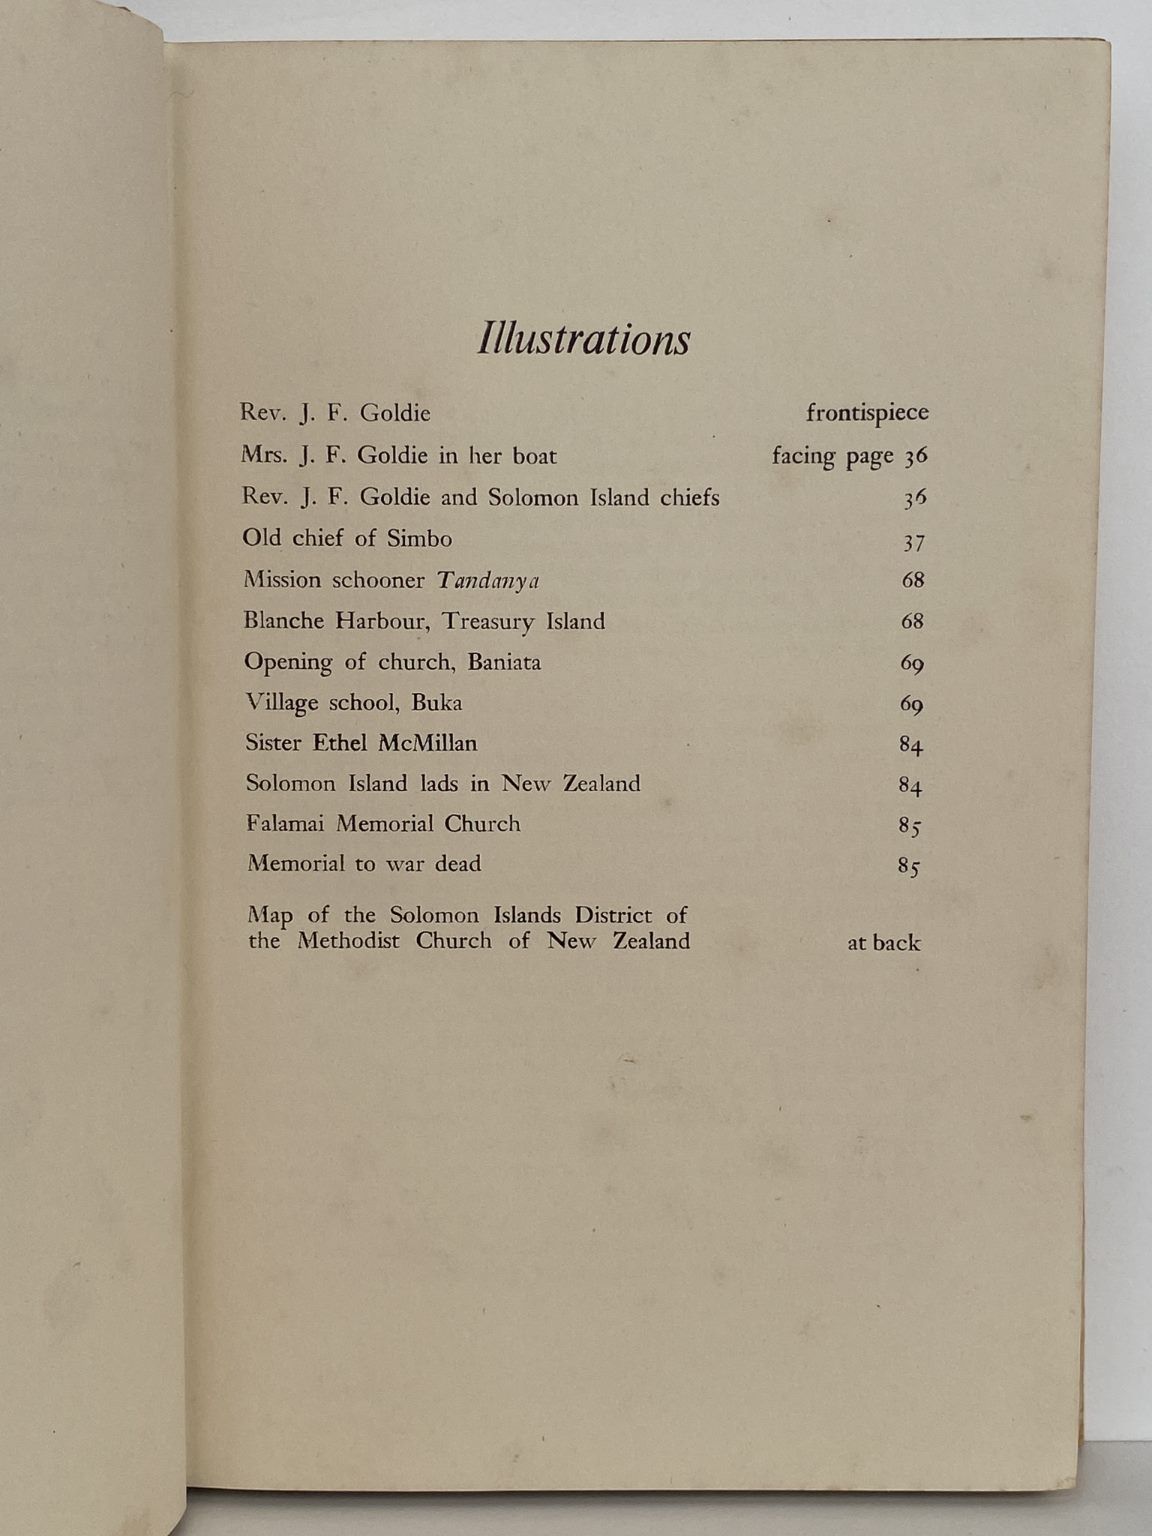 Illustrations
Rev. J. F. Goldie frontispiece
Mrs. J. F. Goldie in her boat facing page 36
Rev. J. F. Goldie and Solomon Island chiefs 36
Old chief of Simbo 37
Mission schooner Tandanya 68
Blanche Harbour, Treasury Island 68
Opening of church, Baniata 69
Village school, Buka 69
Sister Ethel McMillan 84
Solomon Island lads in New Zealand 84
Falamai Memorial Church 85
Memorial to war dead 85
Map of the Solomon Islands District of
the Methodist Church of New Zealand at back